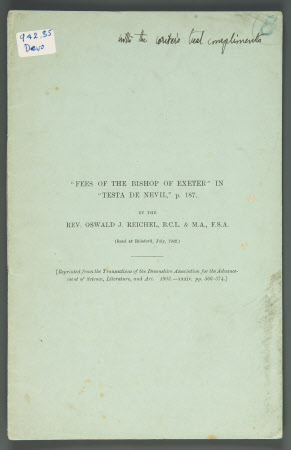 942.35
Devo
with the writer's best compliments
"FEES OF THE BISHOP OF EXETER" IN
"TESTA DE NEVIL," p. 187.
BY THE
REV. OSWALD J. REICHEL, B.C.L. & M.A., F.S.A.
(Read at Bideford, July, 1902.)
[Reprinted from the Transactions of the Devonshire Association for the Advance-
ment of Science, Literature, and Art. 1902.—xxxiv. pp. 566-574.]